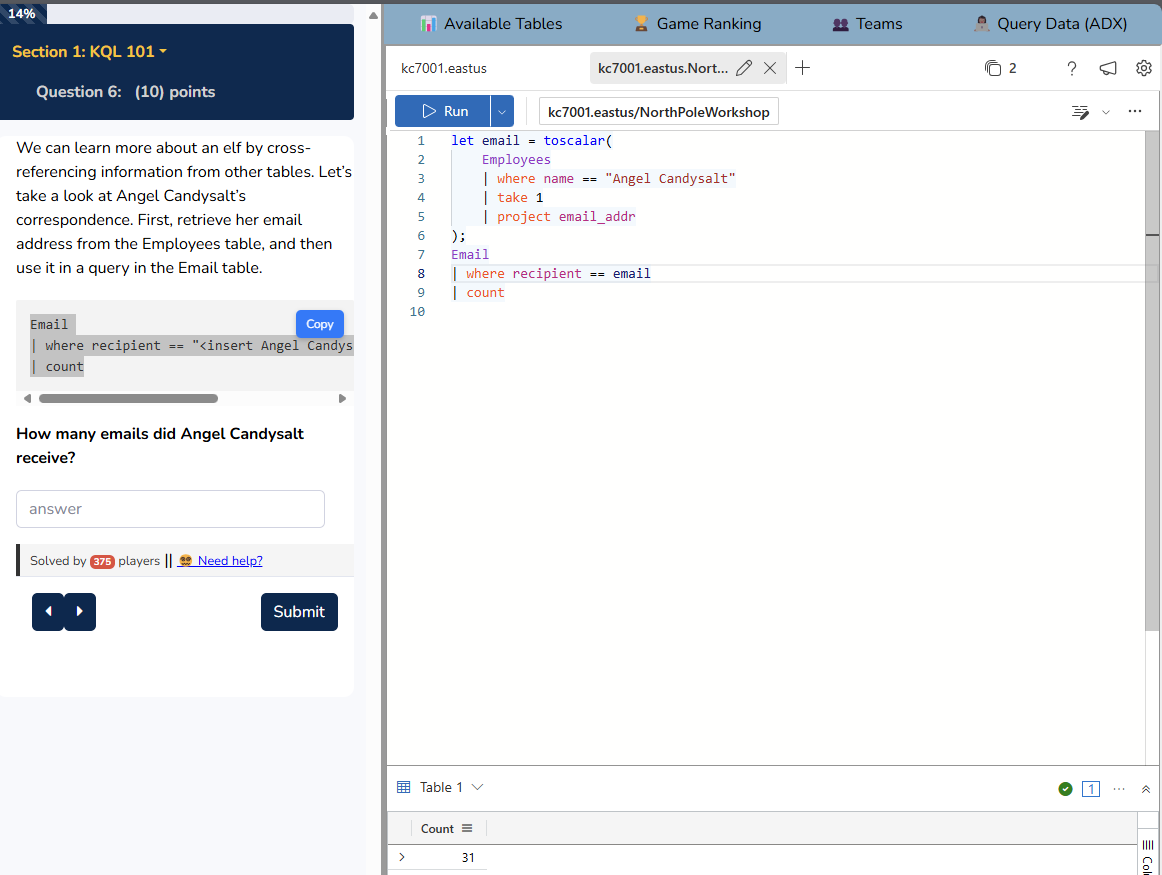 14%
Section 1: KQL 101
Question 6: (10) points
We can learn more about an elf by cross-
referencing information from other tables. Let's
take a look at Angel Candysalt's
correspondence. First, retrieve her email
address from the Employees table, and then
use it in a query in the Email table.
Email
Copy
| where recipient == "<insert Angel Candys
| count
How many emails did Angel Candysalt
receive?
answer
Solved by 375 players || Need help?
Submit
Available Tables
Game Ranking
Teams
Query Data (ADX)
kc7001.eastus
kc7001.eastus.Nort...
2
Run
kc7001.eastus/NorthPoleWorkshop
1 let email = toscalar(
2 Employees
3 | where name == "Angel Candysalt"
4 | take 1
5 | project email_addr
6 );
7 Email
8 | where recipient == email
9 | count
10
Table 1
1
Count
31